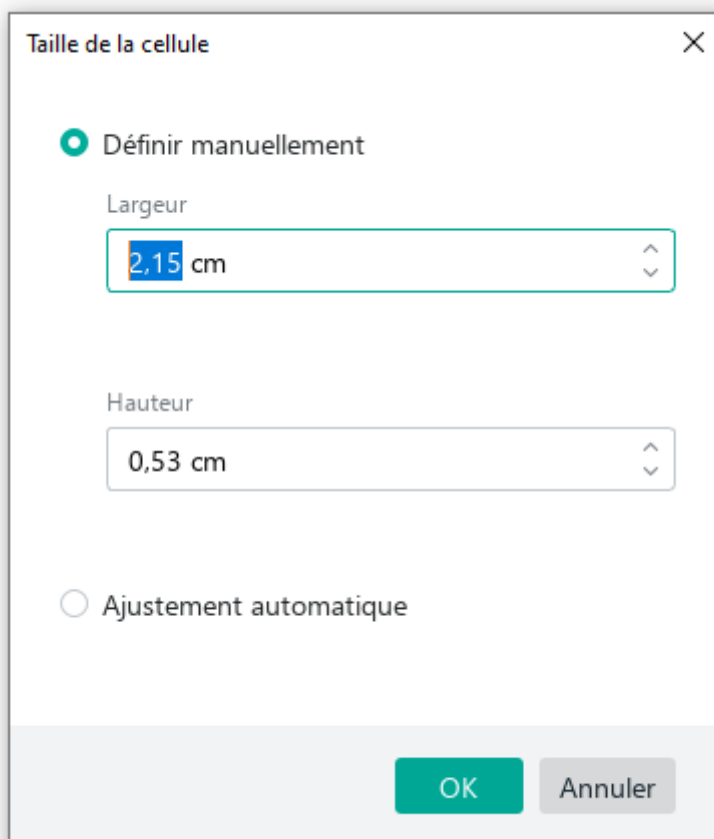 Taille de la cellule
Définir manuellement
Largeur
2,15 cm
Hauteur
0,53 cm
Ajustement automatique
OK Annuler